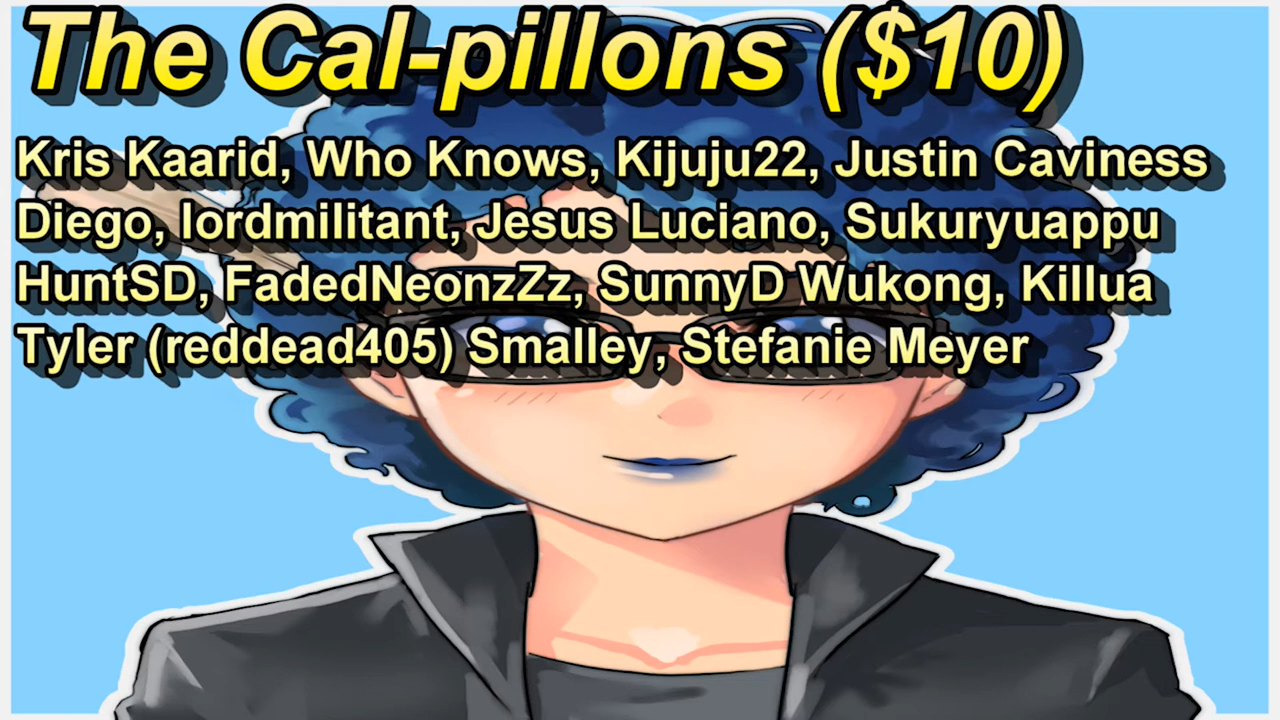 The Cal-pillons ($10)
Kris Kaarid, Who Knows, Kijuju22, Justin Caviness
Diego, lordmilitant, Jesus Luciano, Sukuryuappu
HuntSD, FadedNeonzZz, SunnyD Wukong, Killua
Tyler (reddead405) Smalley, Stefanie Meyer